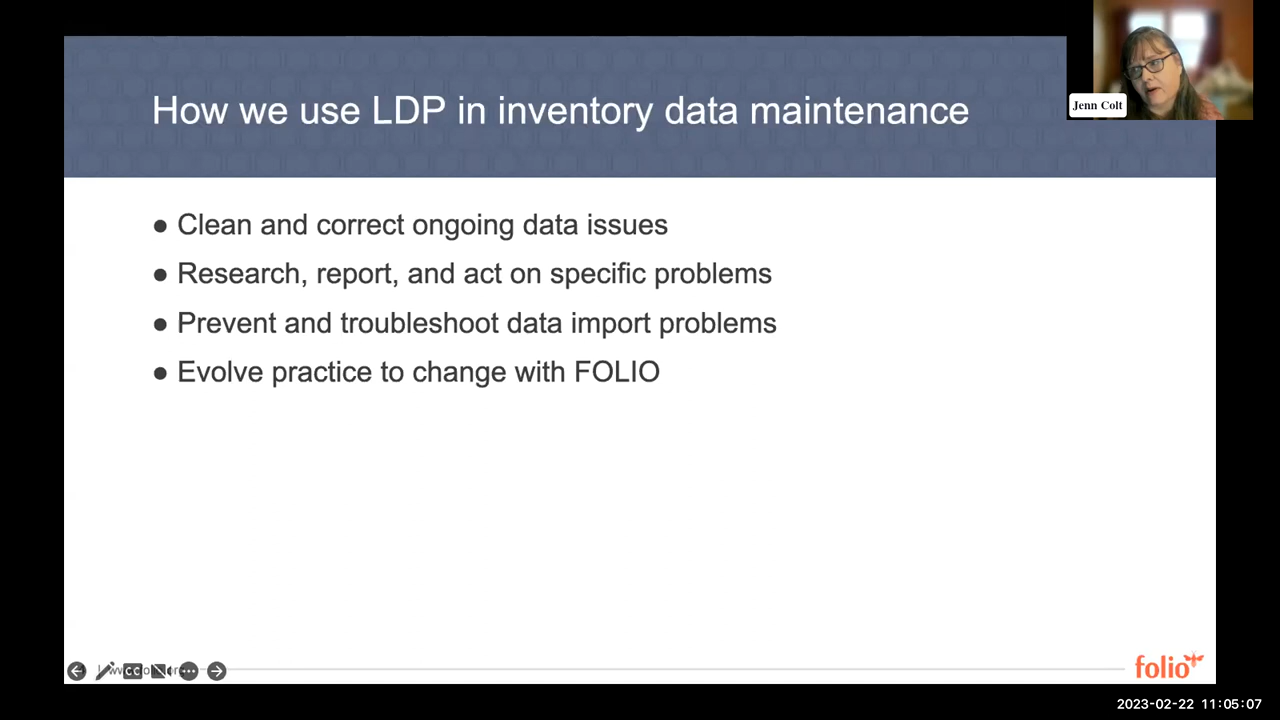 How we use LDP in inventory data maintenance
Jenn Colt
● Clean and correct ongoing data issues
● Research, report, and act on specific problems
● Prevent and troubleshoot data import problems
● Evolve practice to change with FOLIO
CC
folio
2023-02-22 11:05:07